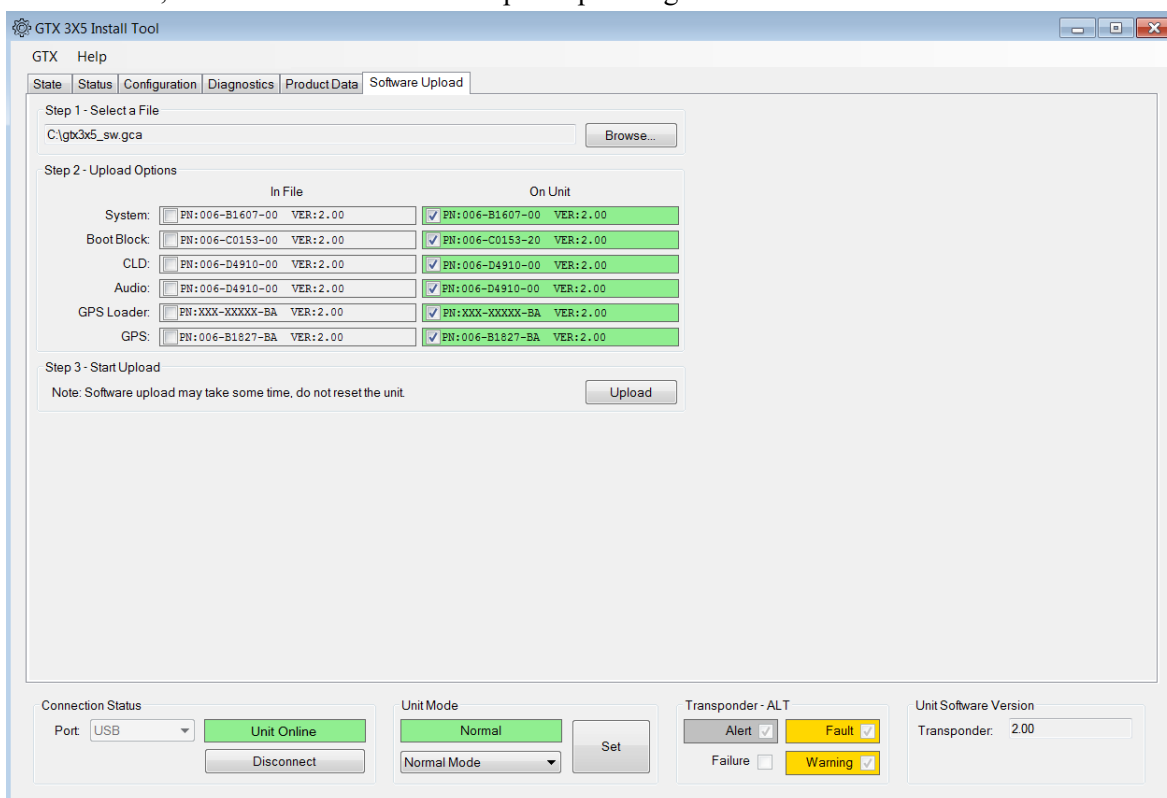 GTX 3X5 Install Tool
GTX Help
State Status Configuration Diagnostics Product Data Software Upload
Step 1 - Select a File
C:\gtx3x5_sw.gca Browse...
Step 2 - Upload Options
In File On Unit
System: PN:006-B1607-00 VER:2.00 PN:006-B1607-00 VER:2.00
Boot Block: PN:006-C0153-00 VER:2.00 PN:006-C0153-20 VER:2.00
CLD: PN:006-D4910-00 VER:2.00 PN:006-D4910-00 VER:2.00
Audio: PN:006-D4910-00 VER:2.00 PN:006-D4910-00 VER:2.00
GPS Loader: PN:XXX-XXXXX-BA VER:2.00 PN:XXX-XXXXX-BA VER:2.00
GPS: PN:006-B1827-BA VER:2.00 PN:006-B1827-BA VER:2.00
Step 3 - Start Upload
Note: Software upload may take some time, do not reset the unit. Upload
Connection Status Unit Mode Transponder - ALT Unit Software Version
Port: USB Unit Online Normal Set Alert Fault Transponder: 2.00
Disconnect Normal Mode Failure Warning